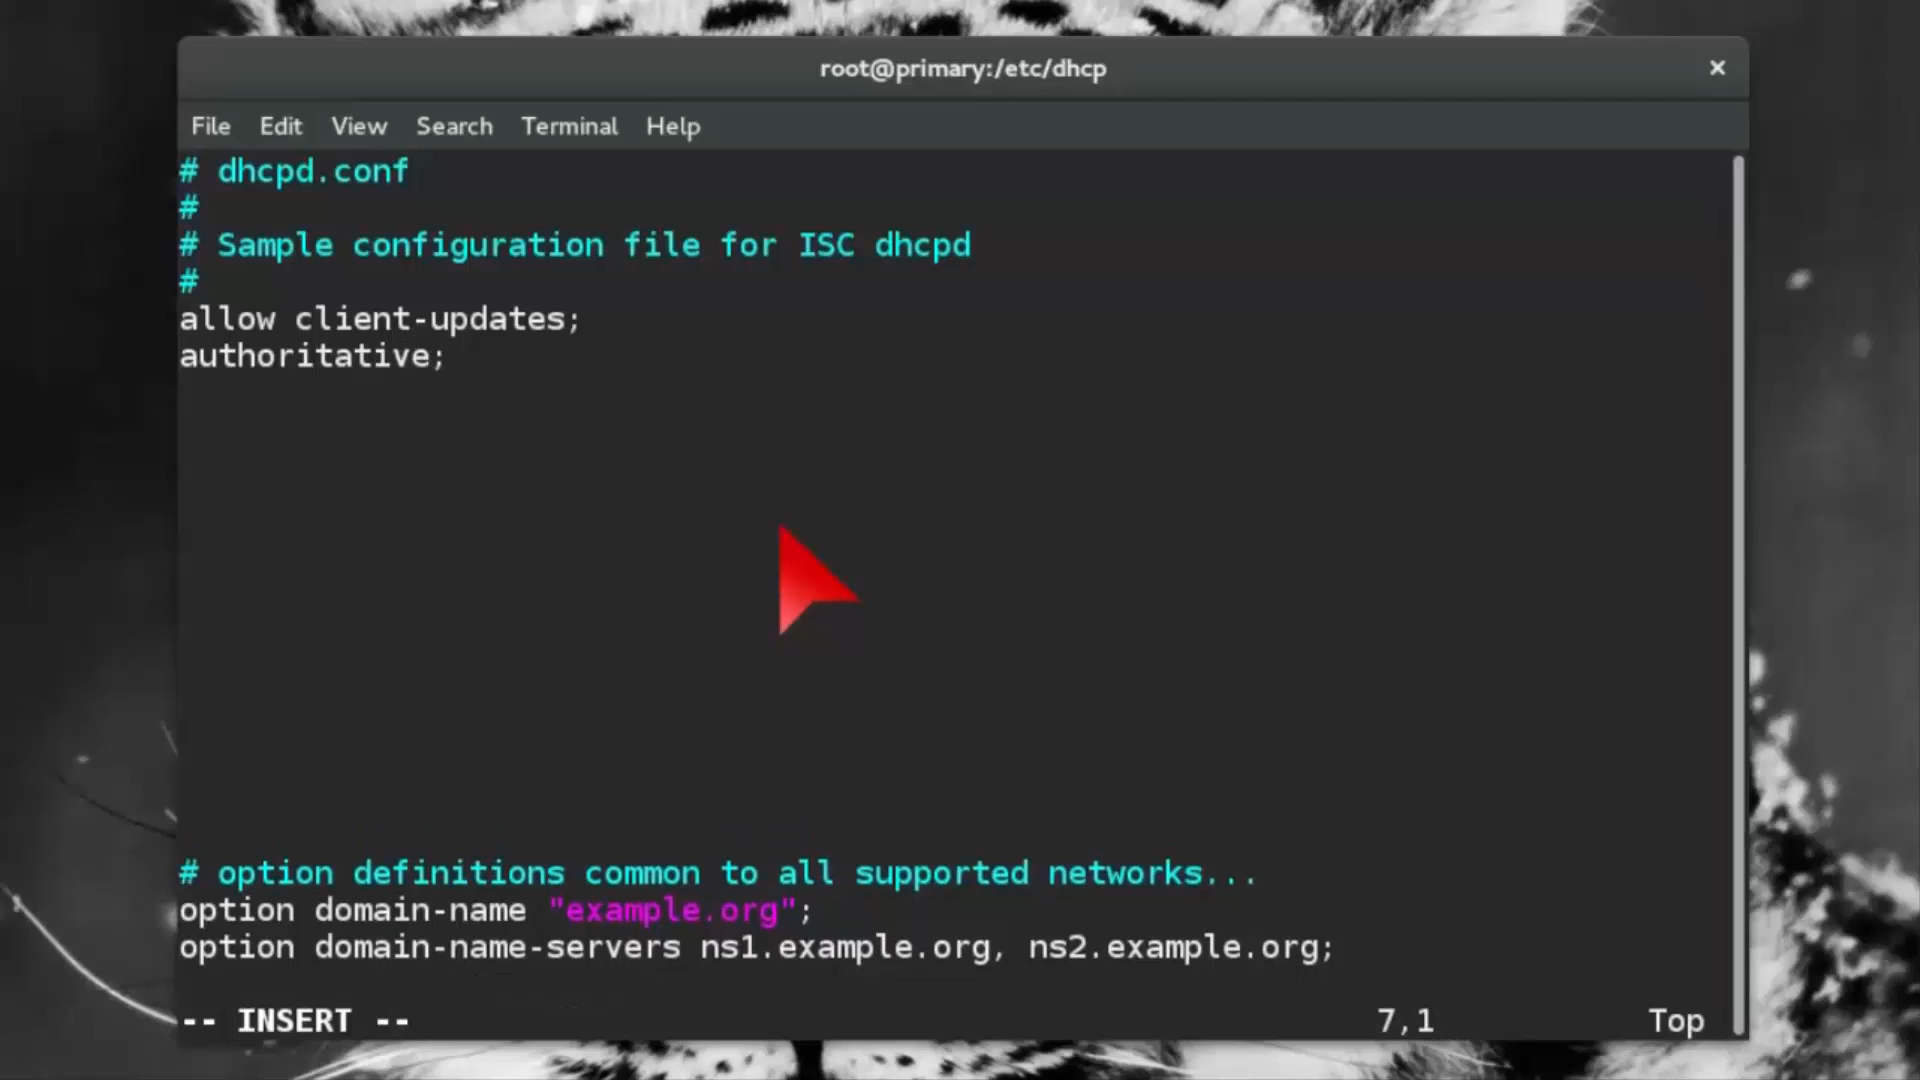 root@primary:/etc/dhcp
File Edit View Search Terminal Help
# dhcpd.conf
#
# Sample configuration file for ISC dhcpd
#
allow client-updates;
authoritative;
# option definitions common to all supported networks...
option domain-name "example.org";
option domain-name-servers ns1.example.org, ns2.example.org;
-- INSERT -- 7,1 Top